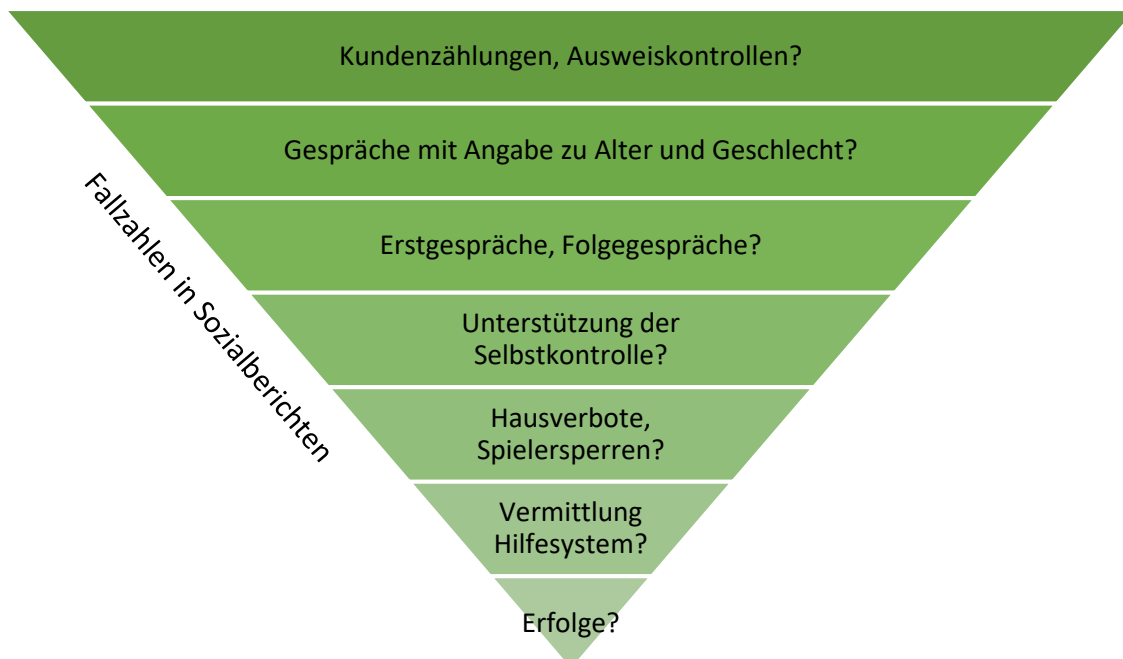 Kundenzählungen, Ausweiskontrollen?
Gespräche mit Angabe zu Alter und Geschlecht?
Erstgespräche, Folgegespräche?
Unterstützung der
Selbstkontrolle?
Hausverbote,
Spielersperren?
Vermittlung
Hilfesystem?
Erfolge?
Fallzahlen in Sozialberichten